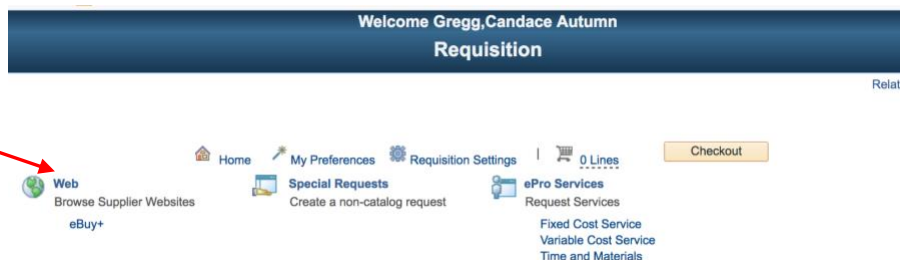 Welcome Gregg,Candace Autumn
Requisition
Relat
Home My Preferences Requisition Settings | 0 Lines Checkout
Web Special Requests ePro Services
Browse Supplier Websites Create a non-catalog request Request Services
eBuy+ Fixed Cost Service
Variable Cost Service
Time and Materials